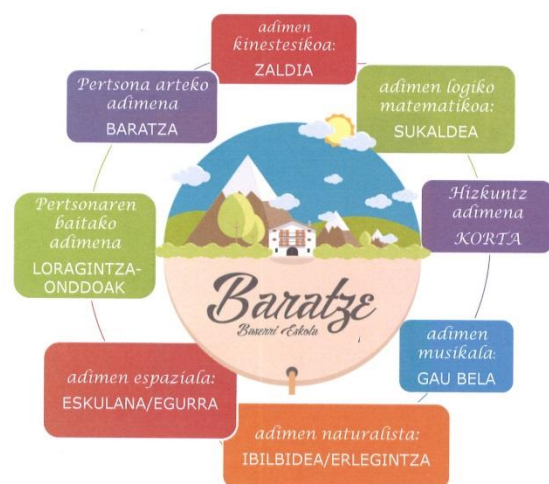 adimen
kinestesikoa:
ZALDIA
adimen logiko
matematikoa:
SUKALDEA
Hizkuntz
adimena
KORTA
adimen
musikala:
GAU BELA
adimen naturalista:
IBILBIDEA/ERLEGINTZA
adimen espaziala:
ESKULANA/EGURRA
Pertsonaren
baitako
adimena
LORAGINTZA-
ONDDOAK
Pertsona arteko
adimena
BARATZA
Baratze
Baserri Eskola